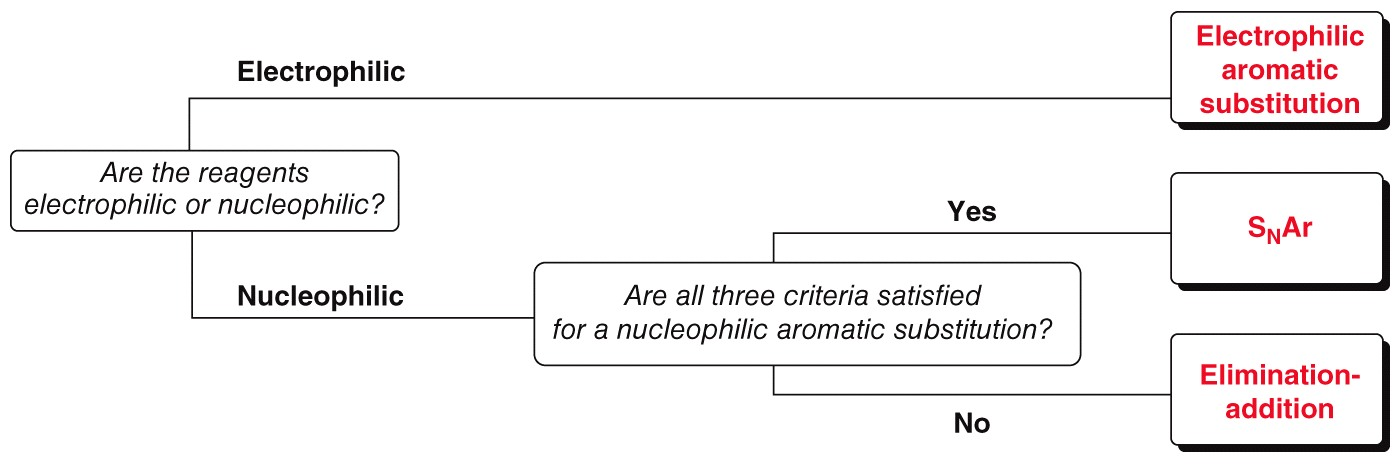 Electrophilic
Electrophilic
aromatic
substitution
Are the reagents
electrophilic or nucleophilic?
Yes
SNAr
Nucleophilic
Are all three criteria satisfied
for a nucleophilic aromatic substitution?
Elimination-
addition
No